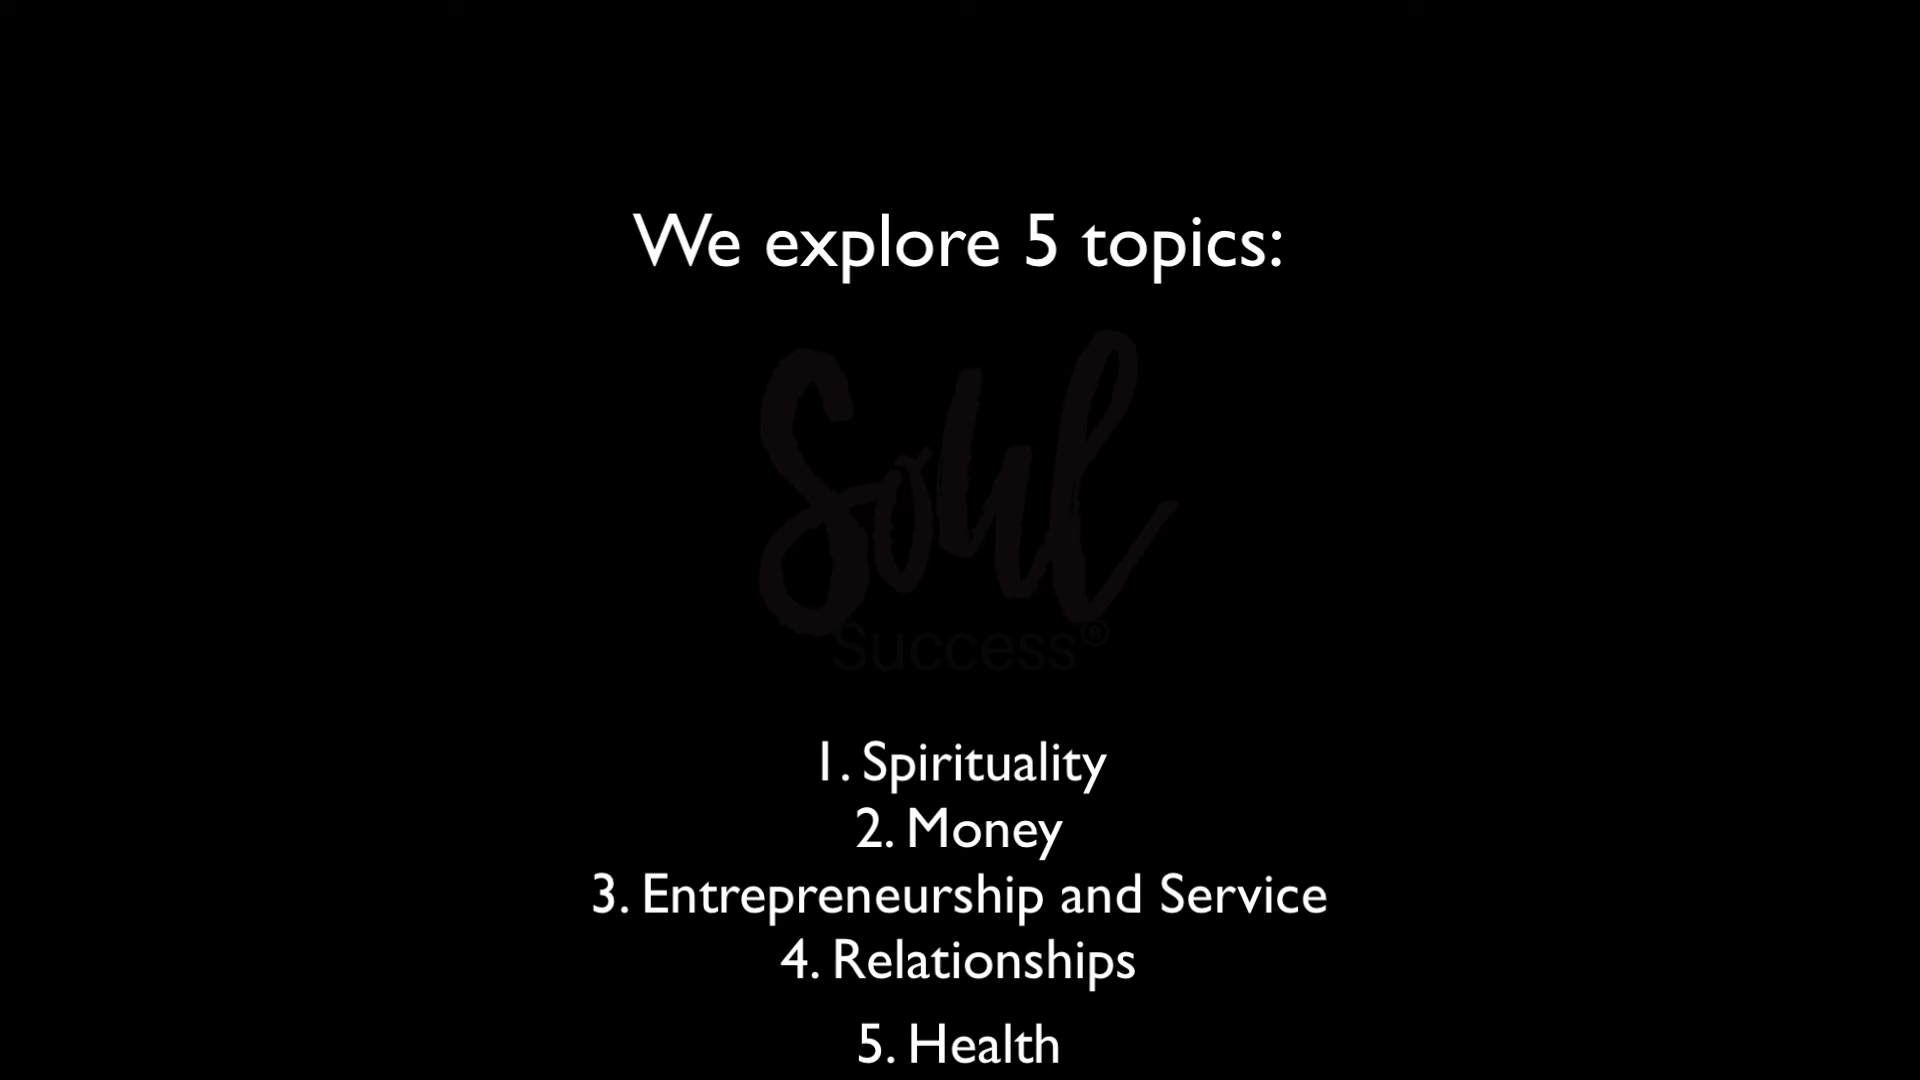 We explore 5 topics:
Soul
Success®
1. Spirituality
2. Money
3. Entrepreneurship and Service
4. Relationships
5. Health